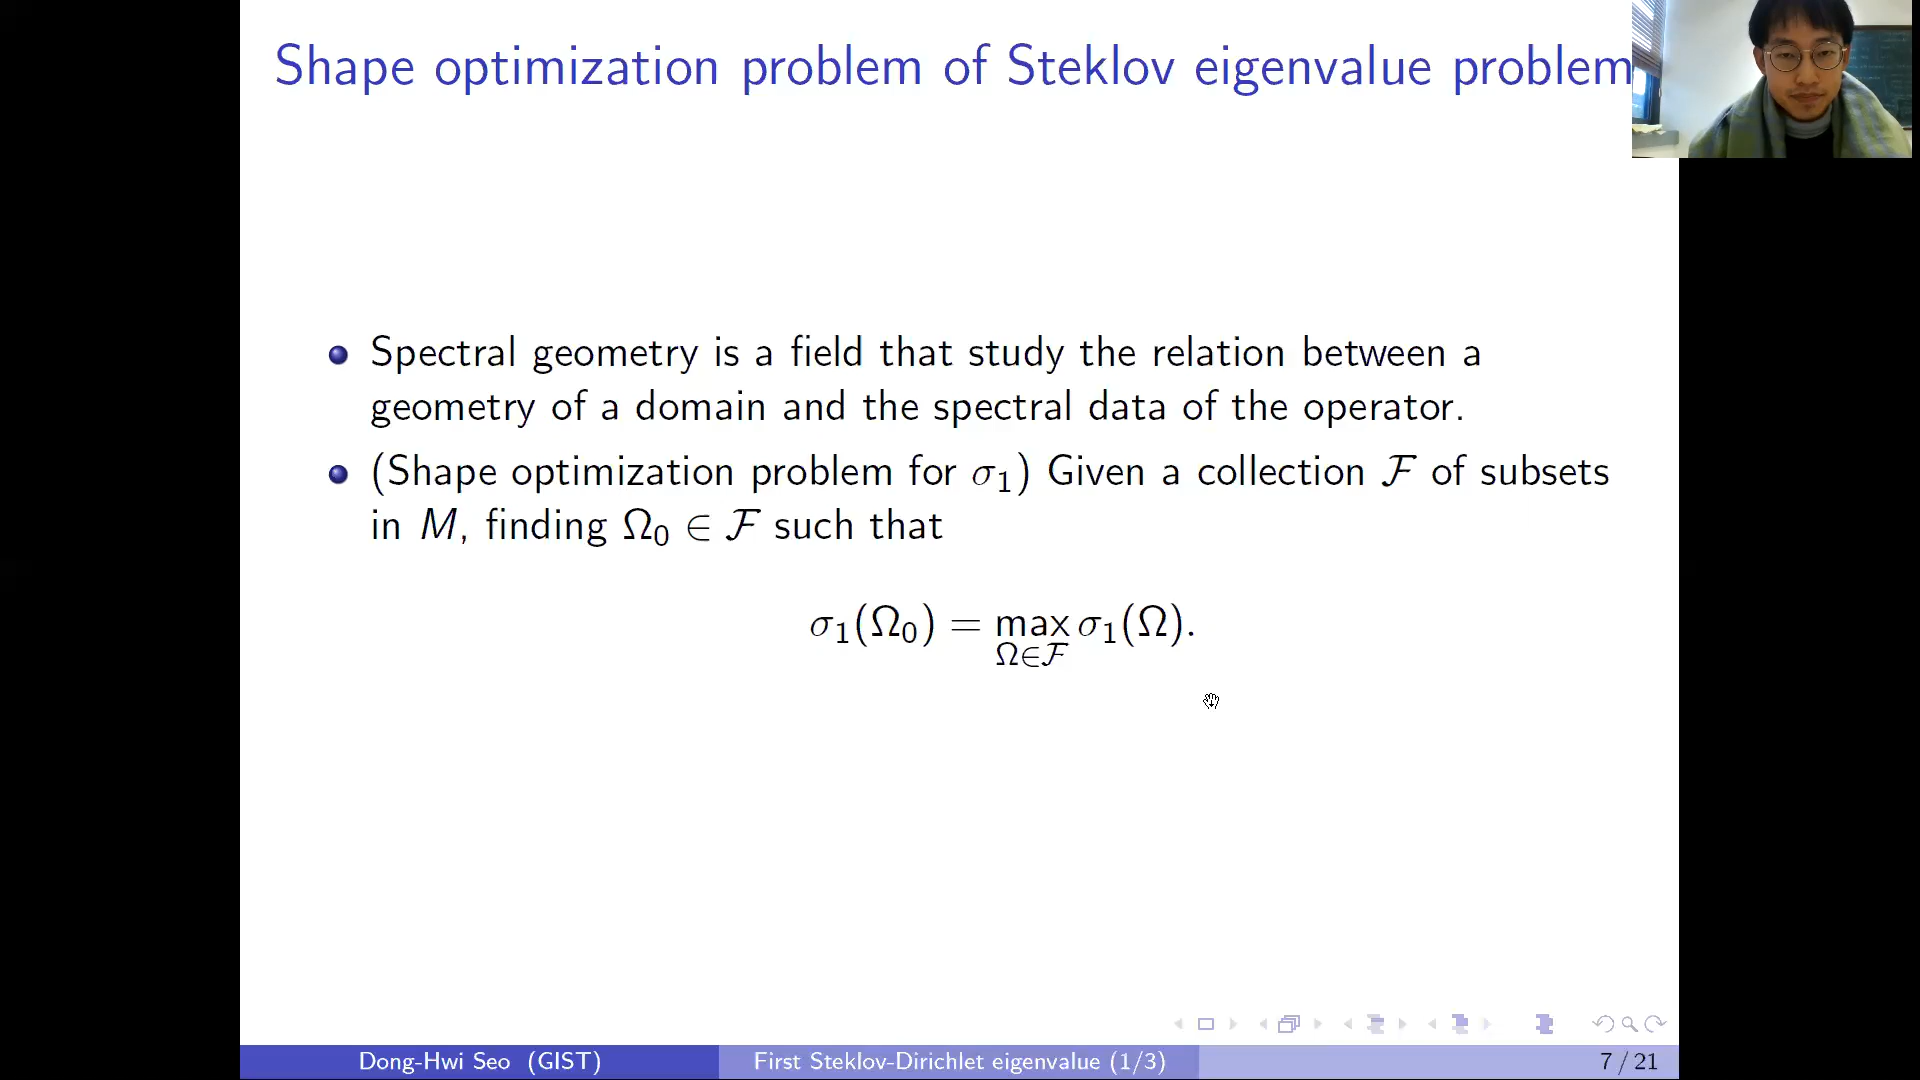 Shape optimization problem of Steklov eigenvalue problem
Spectral geometry is a field that study the relation between a
geometry of a domain and the spectral data of the operator.
(Shape optimization problem for σ₁) Given a collection ℱ of subsets
in M, finding Ω₀ ∈ ℱ such that
σ₁(Ω₀) = max σ₁(Ω).
Ω∈ℱ
Dong-Hwi Seo (GIST)
First Steklov-Dirichlet eigenvalue (1/3)
7 / 21